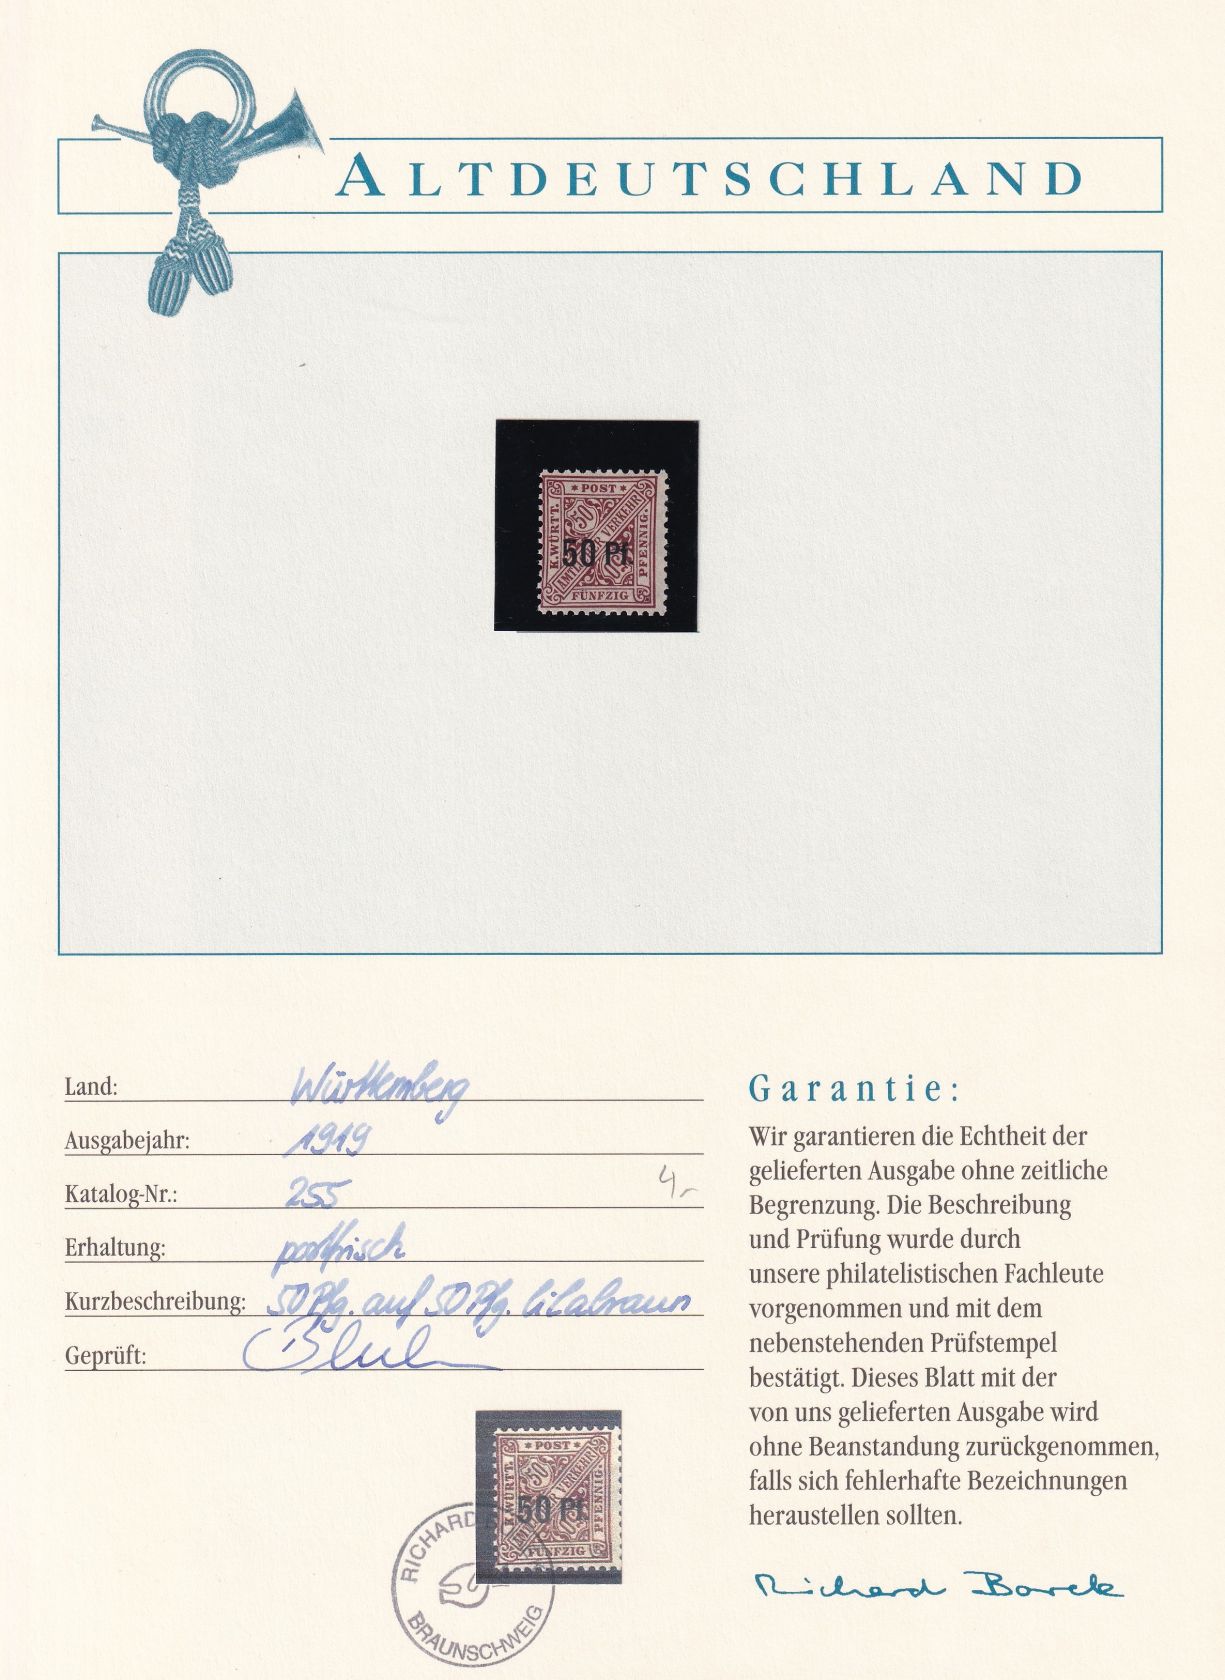 ALTDEUTSCHLAND
* POST *
K. WÜRTT.
50
VERKEHR
PFENNIG.
50 Pf.
FÜNFZIG
Land: Württemberg
Ausgabejahr: 1919
Katalog-Nr.: 255 4,-
Erhaltung: postfrisch
Kurzbeschreibung: 50 Pfg. auf 50 Pfg. lilabraun
Geprüft:
* POST *
K. WÜRTT.
50
VERKEHR
PFENNIG.
50 Pf.
FÜNFZIG
RICHARD
BRAUNSCHWEIG
Garantie:
Wir garantieren die Echtheit der
gelieferten Ausgabe ohne zeitliche
Begrenzung. Die Beschreibung
und Prüfung wurde durch
unsere philatelistischen Fachleute
vorgenommen und mit dem
nebenstehenden Prüfstempel
bestätigt. Dieses Blatt mit der
von uns gelieferten Ausgabe wird
ohne Beanstandung zurückgenommen,
falls sich fehlerhafte Bezeichnungen
herausstellen sollten.
Richard Borek